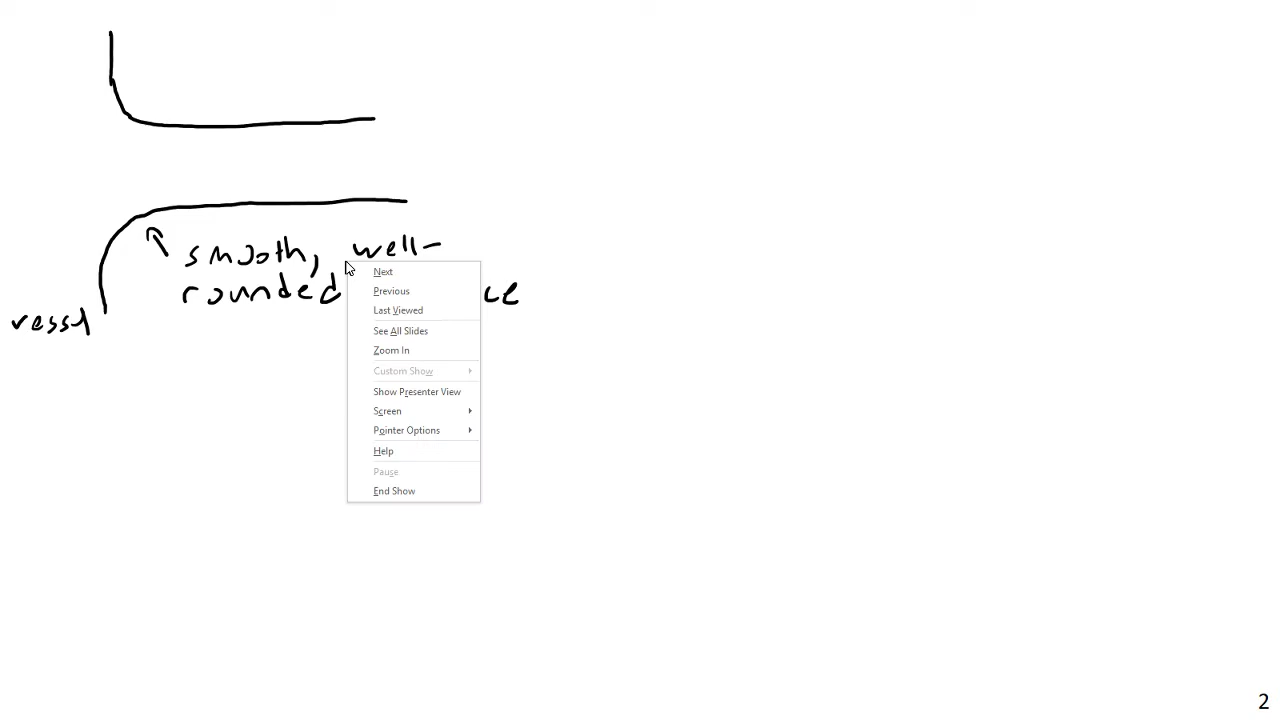 smooth, well-
rounded
vessel
Next
Previous
Last Viewed
See All Slides
Zoom In
Custom Show
Show Presenter View
Screen
Pointer Options
Help
Pause
End Show
2